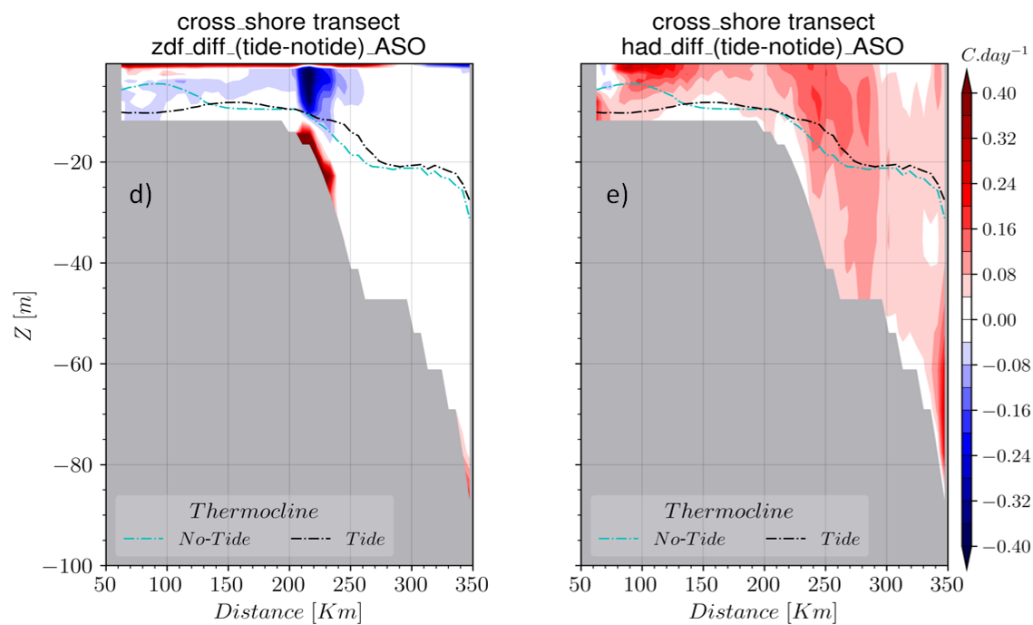 cross_shore transect
zdf_diff_(tide-notide)_ASO
cross_shore transect
had_diff_(tide-notide)_ASO
C.day⁻¹
d)
e)
Z [m]
−20
−40
−60
−80
−100
0.40
0.32
0.24
0.16
0.08
0.00
−0.08
−0.16
−0.24
−0.32
−0.40
Thermocline
No-Tide Tide
Thermocline
No-Tide Tide
50 100 150 200 250 300 350
50 100 150 200 250 300 350
Distance [Km]
Distance [Km]